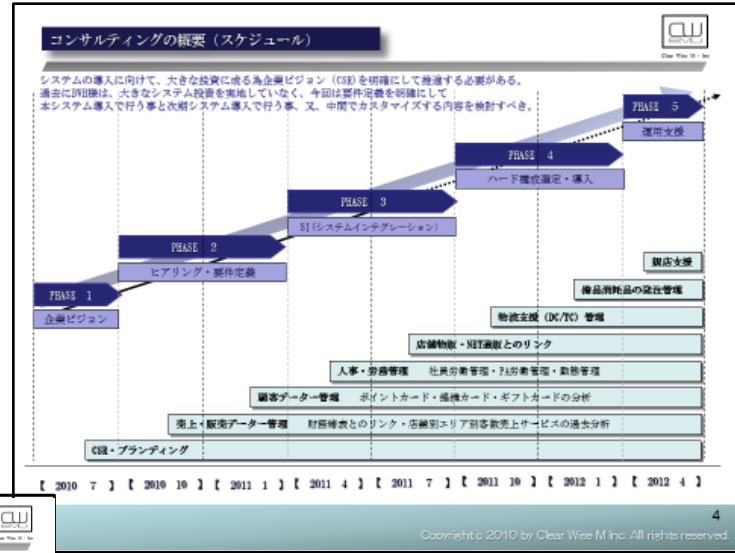 コンサルティングの概要（スケジュール）
Clear Wise M - Inc
システムの導入に向けて、大きな投資に成る為企業ビジョン（CSR）を明確にして推進する必要がある。
過去に 様は、大きなシステム投資を実地していなく、今回は要件定義を明確にして
本システム導入で行う事と次期システム導入で行う事、又、中間でカスタマイズする内容を検討すべき。
PHASE 5
運用支援
PHASE 4
ハード構成選定・導入
PHASE 3
SI（システムインテグレーション）
PHASE 2
ヒアリング・要件定義
PHASE 1
企業ビジョン
親店支援
備品消耗品の発注管理
物流支援（DC/TC）管理
店舗物販・NET通販とのリンク
人事・労務管理 社員労働管理・PA労働管理・勤怠管理
顧客データー管理 ポイントカード・ カード・ギフトカードの分析
売上・販売データー管理 財務諸表とのリンク・店舗別エリア別客数売上サービスの過去分析
CSR・ブランディング
【 2010 7 】【 2010 10 】【 2011 1 】【 2011 4 】【 2011 7 】【 2011 10 】【 2012 1 】【 2012 4 】
4
Copyright c 2010 by Clear Wise M Inc. All rights reserved.